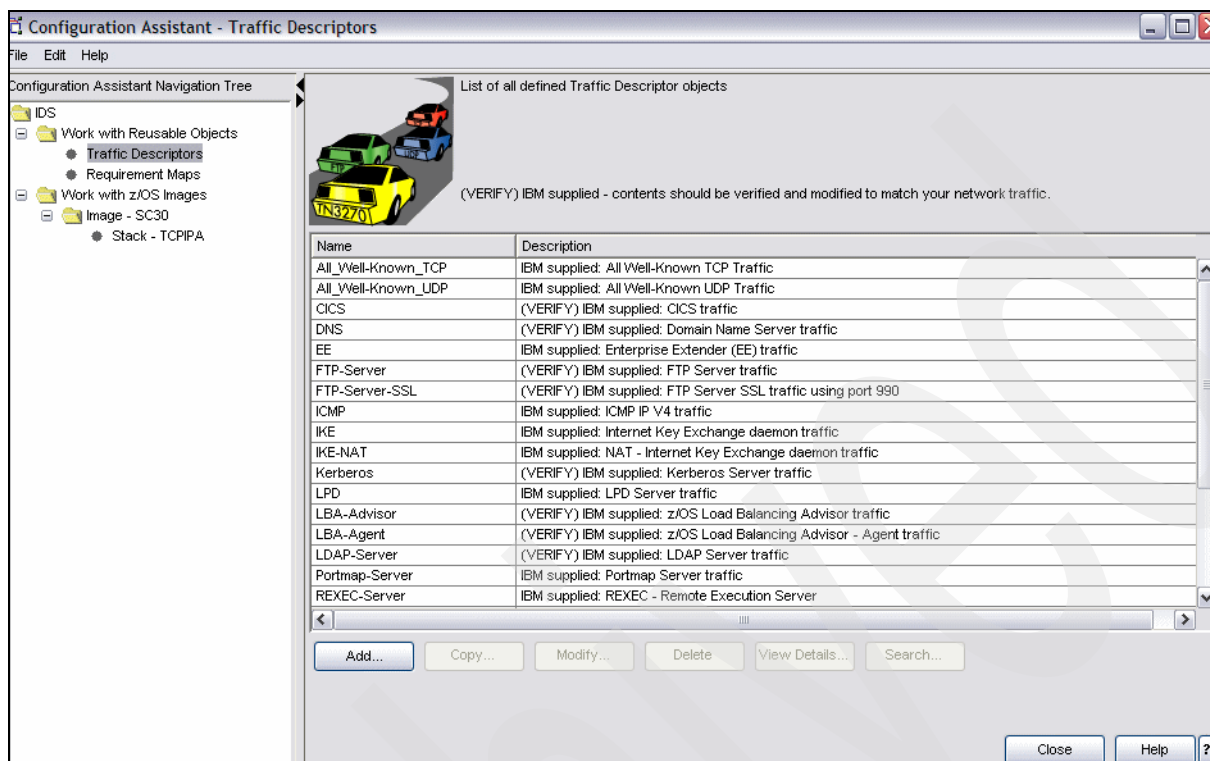 Configuration Assistant - Traffic Descriptors
File Edit Help
Configuration Assistant Navigation Tree
IDS
Work with Reusable Objects
Traffic Descriptors
Requirement Maps
Work with z/OS Images
Image - SC30
Stack - TCPIPA
List of all defined Traffic Descriptor objects
FTP
UDP
TN3270
(VERIFY) IBM supplied - contents should be verified and modified to match your network traffic.
Name Description
All_Well-Known_TCP IBM supplied: All Well-Known TCP Traffic
All_Well-Known_UDP IBM supplied: All Well-Known UDP Traffic
CICS (VERIFY) IBM supplied: CICS traffic
DNS (VERIFY) IBM supplied: Domain Name Server traffic
EE IBM supplied: Enterprise Extender (EE) traffic
FTP-Server (VERIFY) IBM supplied: FTP Server traffic
FTP-Server-SSL (VERIFY) IBM supplied: FTP Server SSL traffic using port 990
ICMP IBM supplied: ICMP IP V4 traffic
IKE IBM supplied: Internet Key Exchange daemon traffic
IKE-NAT IBM supplied: NAT - Internet Key Exchange daemon traffic
Kerberos (VERIFY) IBM supplied: Kerberos Server traffic
LPD IBM supplied: LPD Server traffic
LBA-Advisor (VERIFY) IBM supplied: z/OS Load Balancing Advisor traffic
LBA-Agent (VERIFY) IBM supplied: z/OS Load Balancing Advisor - Agent traffic
LDAP-Server (VERIFY) IBM supplied: LDAP Server traffic
Portmap-Server IBM supplied: Portmap Server traffic
REXEC-Server IBM supplied: REXEC - Remote Execution Server
Add... Copy... Modify... Delete View Details... Search...
Close Help ?